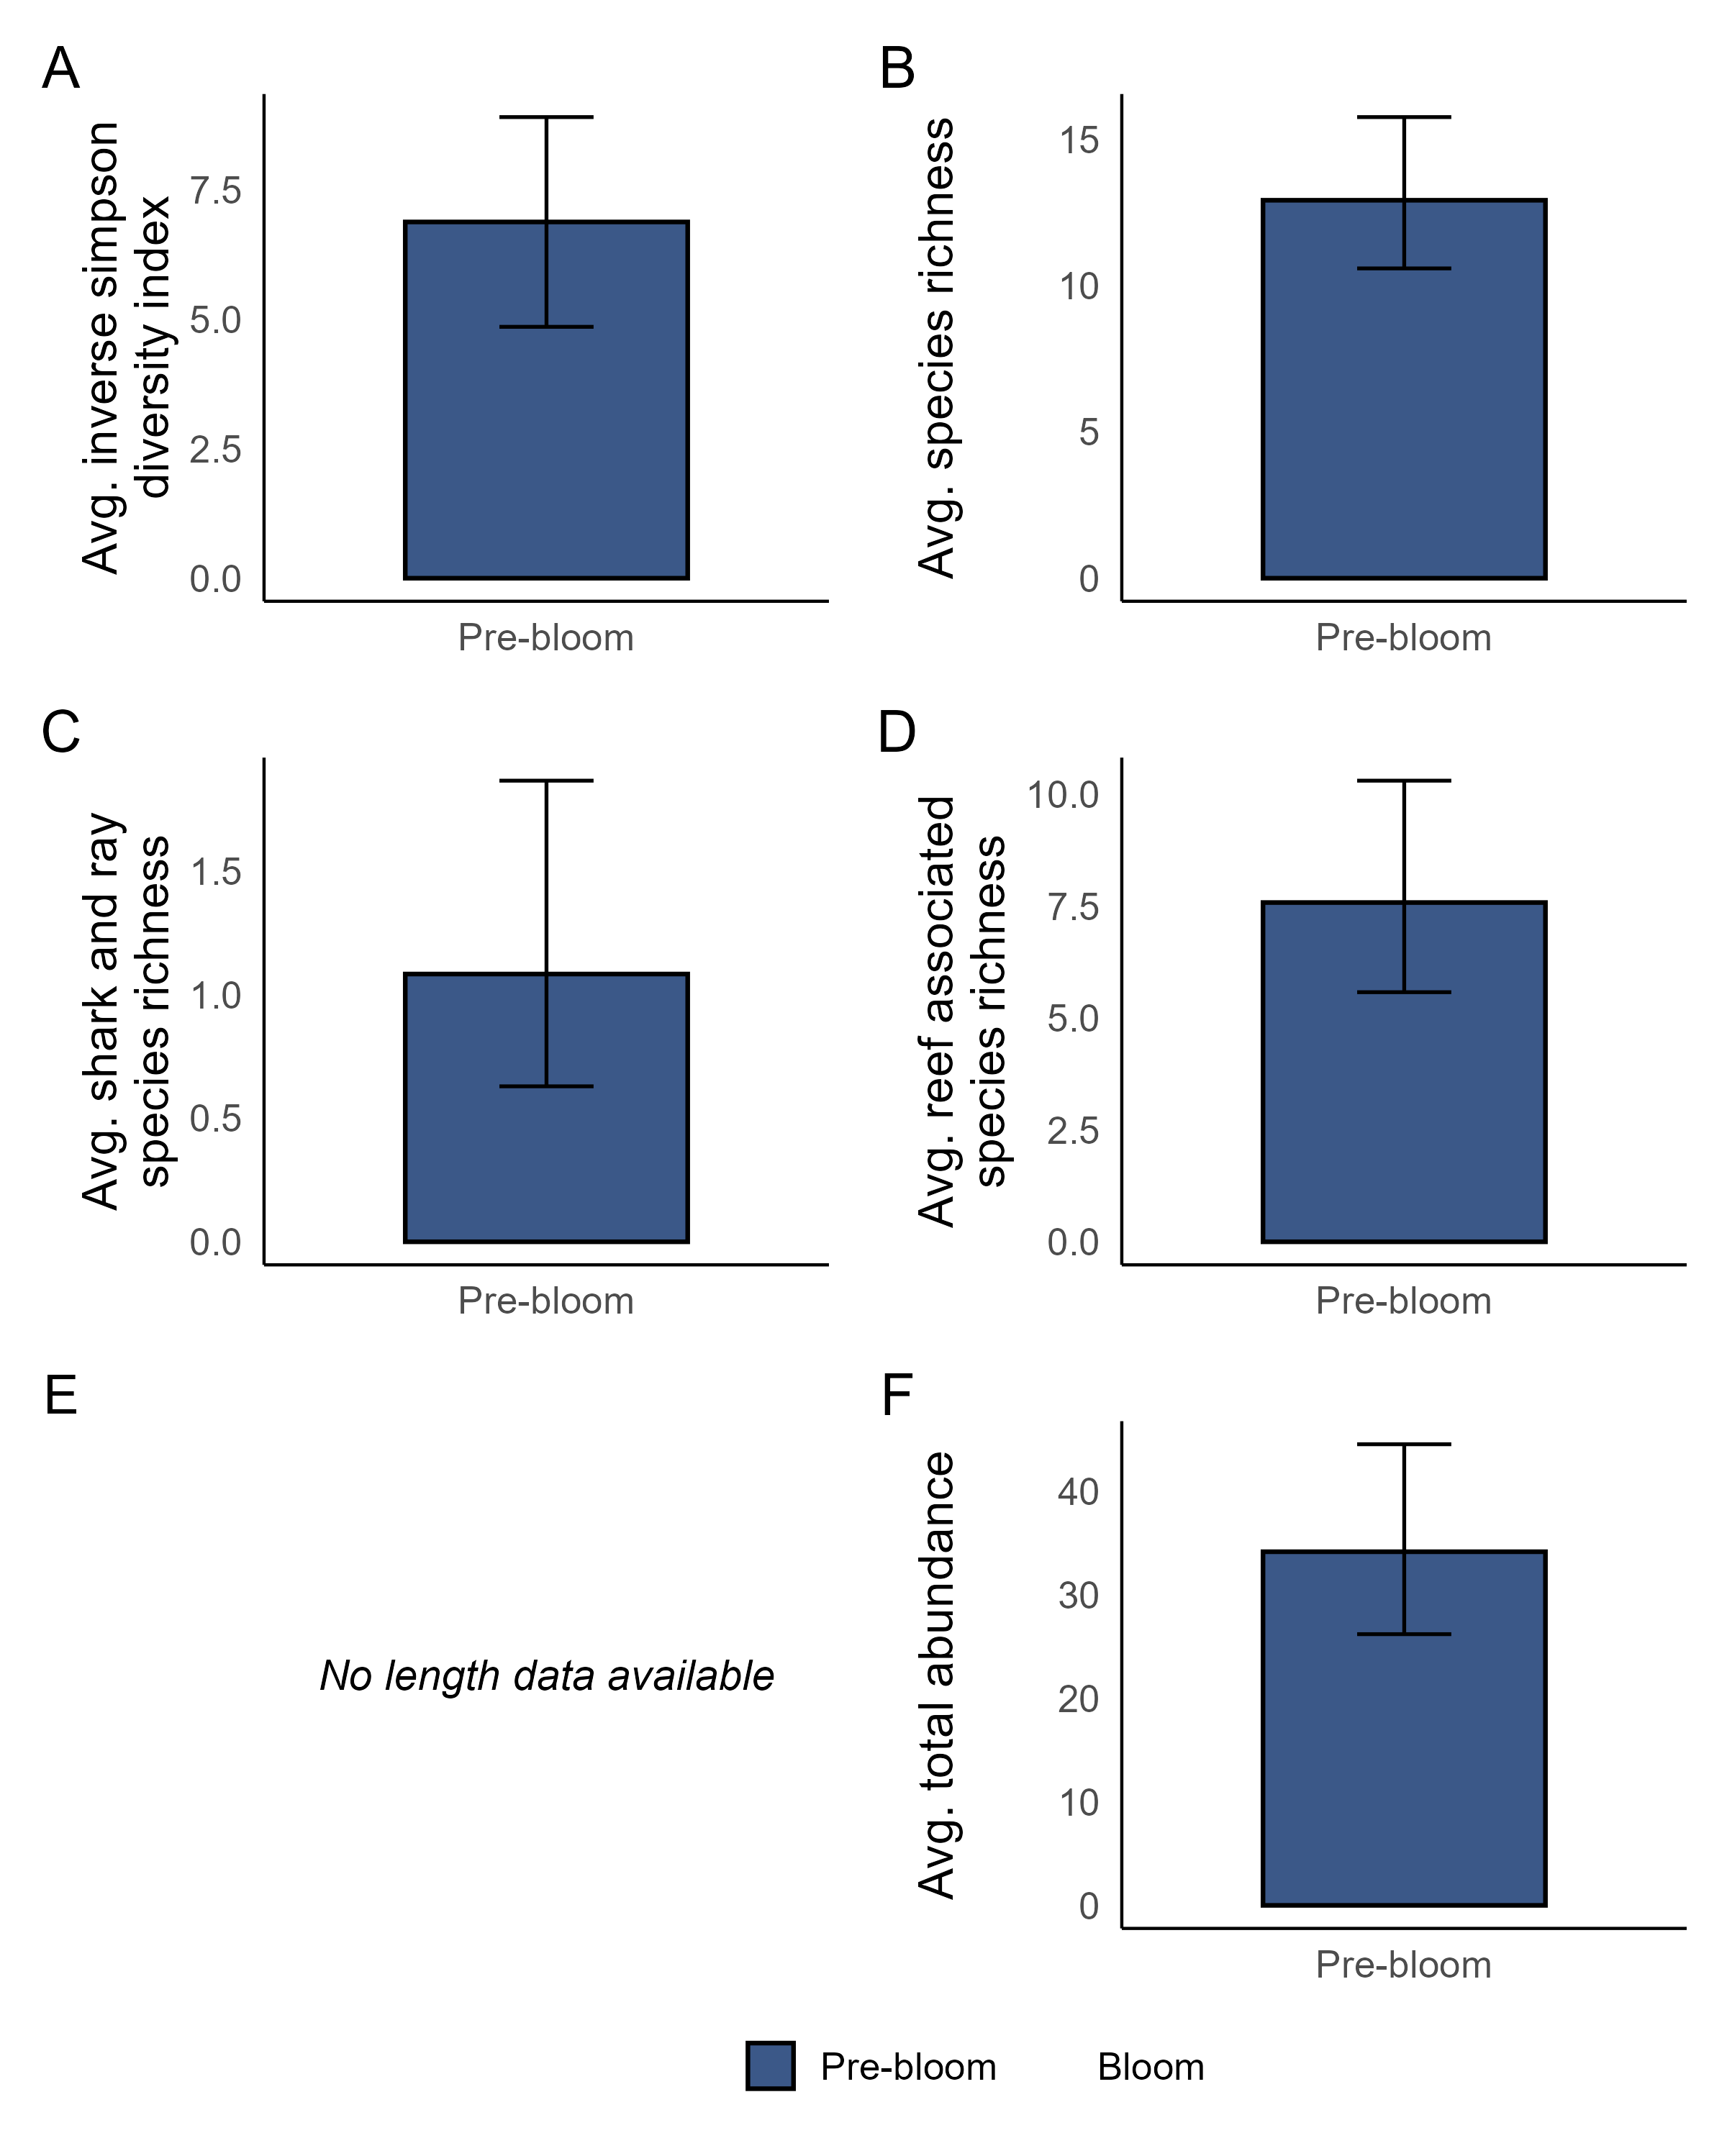 A
Avg. inverse simpson
diversity index
7.5
5.0
2.5
0.0
Pre-bloom
B
Avg. species richness
15
10
5
0
Pre-bloom
C
Avg. shark and ray
species richness
1.5
1.0
0.5
0.0
Pre-bloom
D
Avg. reef associated
species richness
10.0
7.5
5.0
2.5
0.0
Pre-bloom
E
No length data available
F
Avg. total abundance
40
30
20
10
0
Pre-bloom
Pre-bloom Bloom